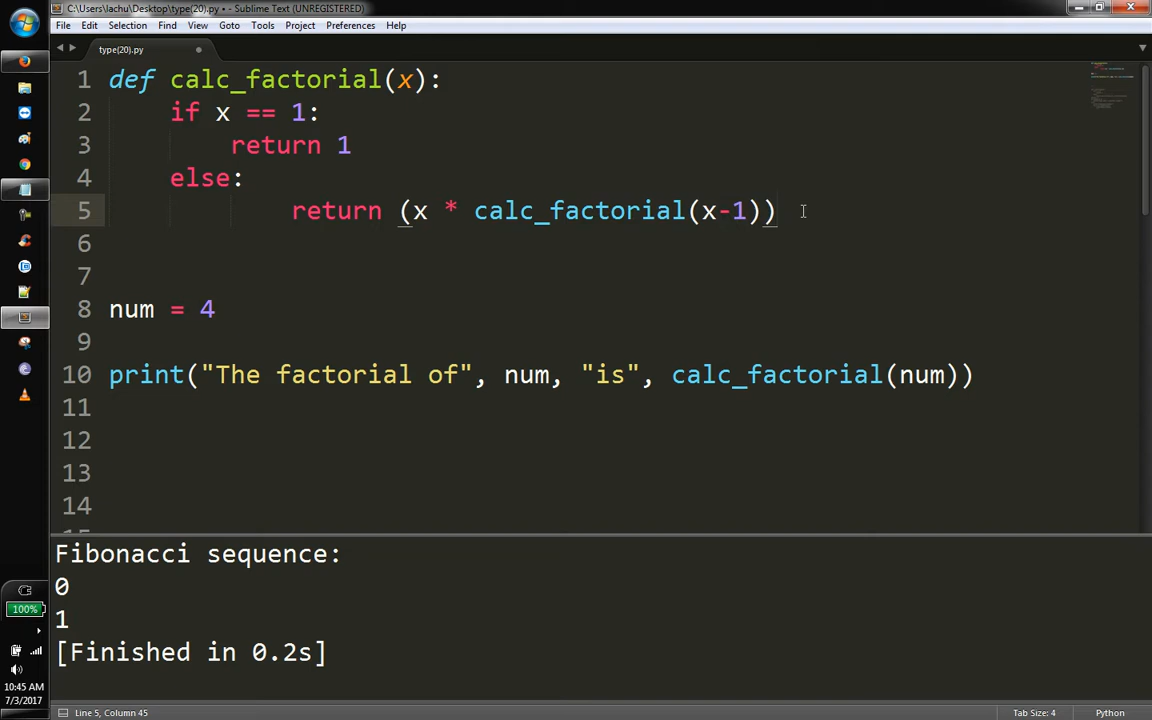 C:\Users\lachu\Desktop\type(20).py • - Sublime Text (UNREGISTERED)
File Edit Selection Find View Goto Tools Project Preferences Help
type(20).py
1 def calc_factorial(x):
2     if x == 1:
3         return 1
4     else:
5             return (x * calc_factorial(x-1))
6
7
8 num = 4
9
10 print("The factorial of", num, "is", calc_factorial(num))
11
12
13
14
Fibonacci sequence:
0
1
[Finished in 0.2s]
100%
10:45 AM
7/3/2017
Line 5, Column 45 Tab Size: 4 Python